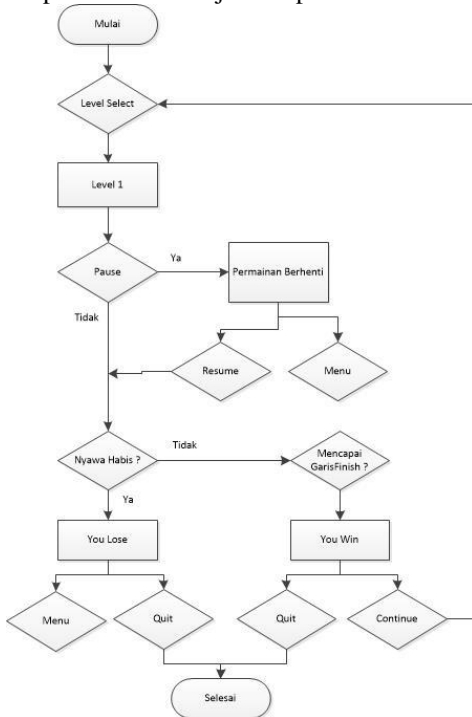 Mulai
Level Select
Level 1
Pause
Ya
Permainan Berhenti
Tidak
Resume
Menu
Nyawa Habis ?
Tidak
Mencapai
GarisFinish ?
Ya
You Lose
You Win
Menu
Quit
Quit
Continue
Selesai